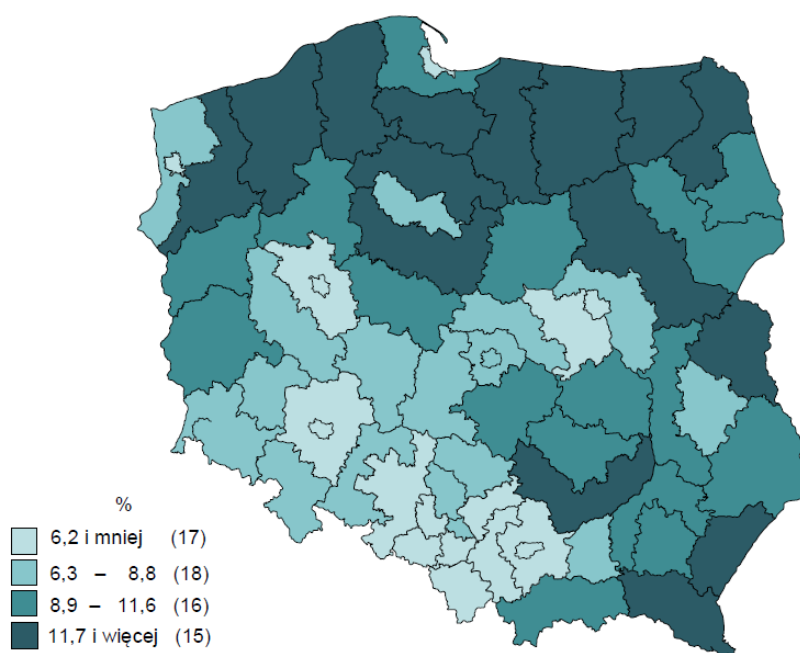 %
6,2 i mniej (17)
6,3 – 8,8 (18)
8,9 – 11,6 (16)
11,7 i więcej (15)